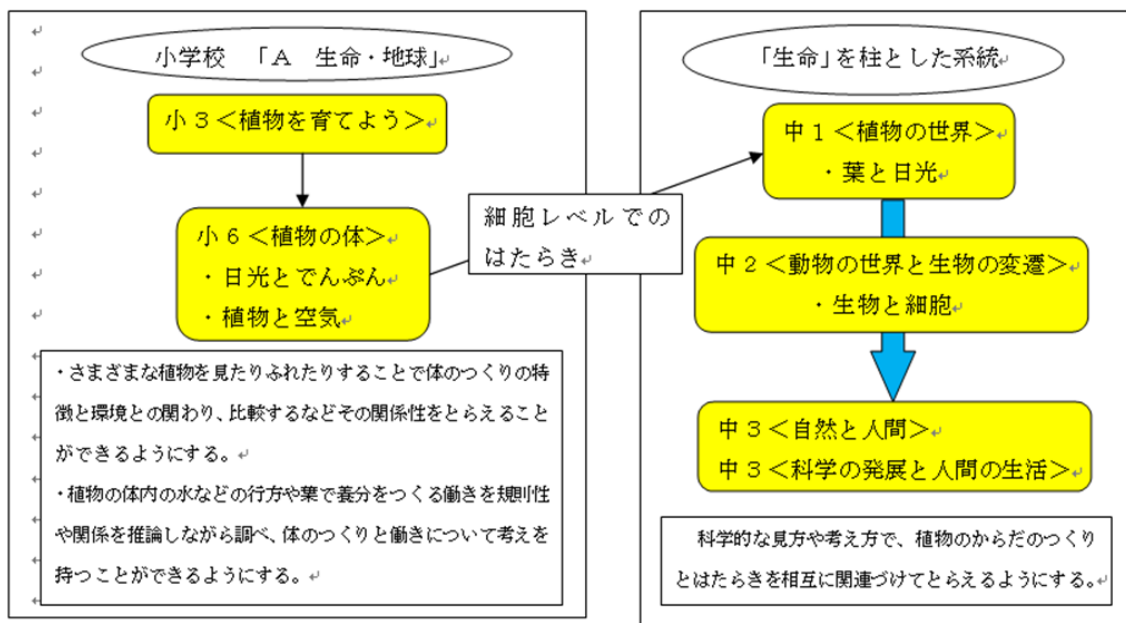 小学校　「A　生命・地球」
小３＜植物を育てよう＞
小６＜植物の体＞
・日光とでんぷん
・植物と空気
・さまざまな植物を見たりふれたりすることで体のつくりの特
徴と環境との関わり、比較するなどその関係性をとらえること
ができるようにする。
・植物の体内の水などの行方や葉で養分をつくる働きを規則性
や関係を推論しながら調べ、体のつくりと働きについて考えを
持つことができるようにする。
細胞レベルでの
はたらき
「生命」を柱とした系統
中１＜植物の世界＞
・葉と日光
中２＜動物の世界と生物の変遷＞
・生物と細胞
中３＜自然と人間＞
中３＜科学の発展と人間の生活＞
科学的な見方や考え方で、植物のからだのつくり
とはたらきを相互に関連づけてとらえるようにする。